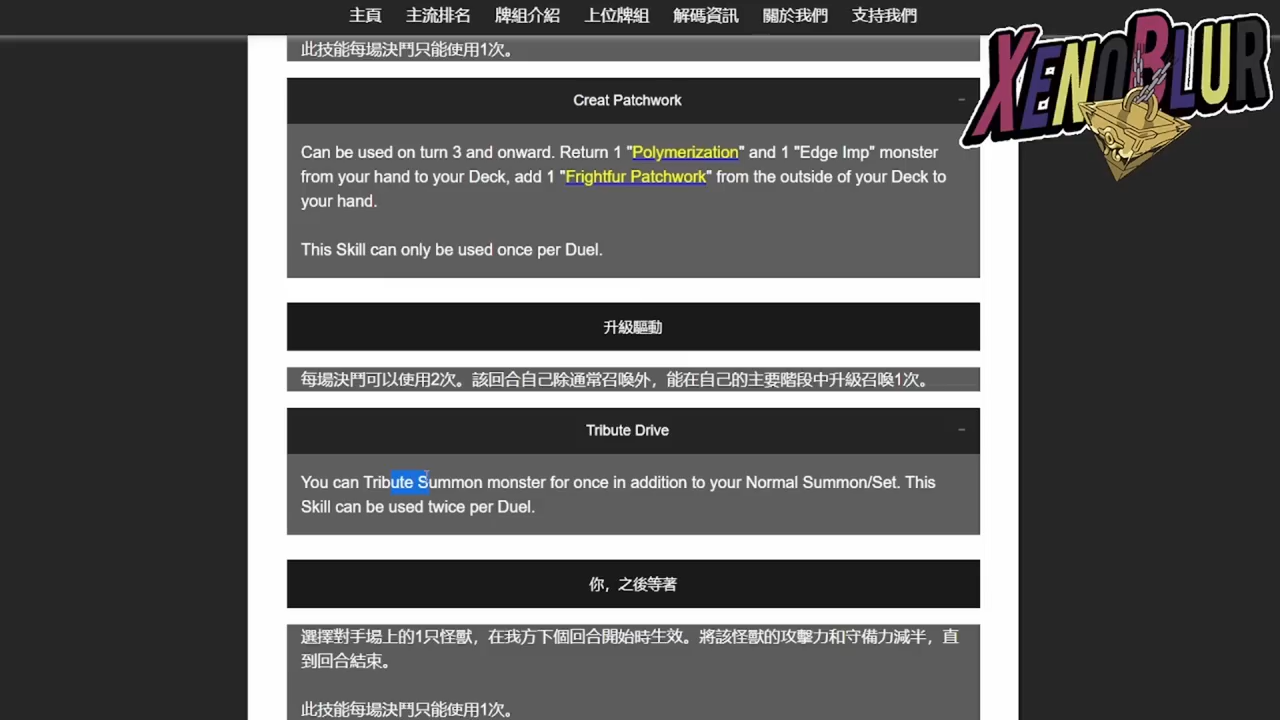 主頁 主流排名 牌組介紹 上位牌組 解碼資訊 關於我們 支持我們
XENOBLUR
此技能每場決鬥只能使用1次。
Creat Patchwork
Can be used on turn 3 and onward. Return 1 "Polymerization" and 1 "Edge Imp" monster
from your hand to your Deck, add 1 "Frightfur Patchwork" from the outside of your Deck to
your hand.
This Skill can only be used once per Duel.
升級驅動
每場決鬥可以使用2次。該回合自己除通常召喚外，能在自己的主要階段中升級召喚1次。
Tribute Drive
You can Tribute Summon monster for once in addition to your Normal Summon/Set. This
Skill can be used twice per Duel.
你，之後等著
選擇對手場上的1只怪獸，在我方下個回合開始時生效。將該怪獸的攻擊力和守備力減半，直
到回合結束。
此技能每場決鬥只能使用1次。